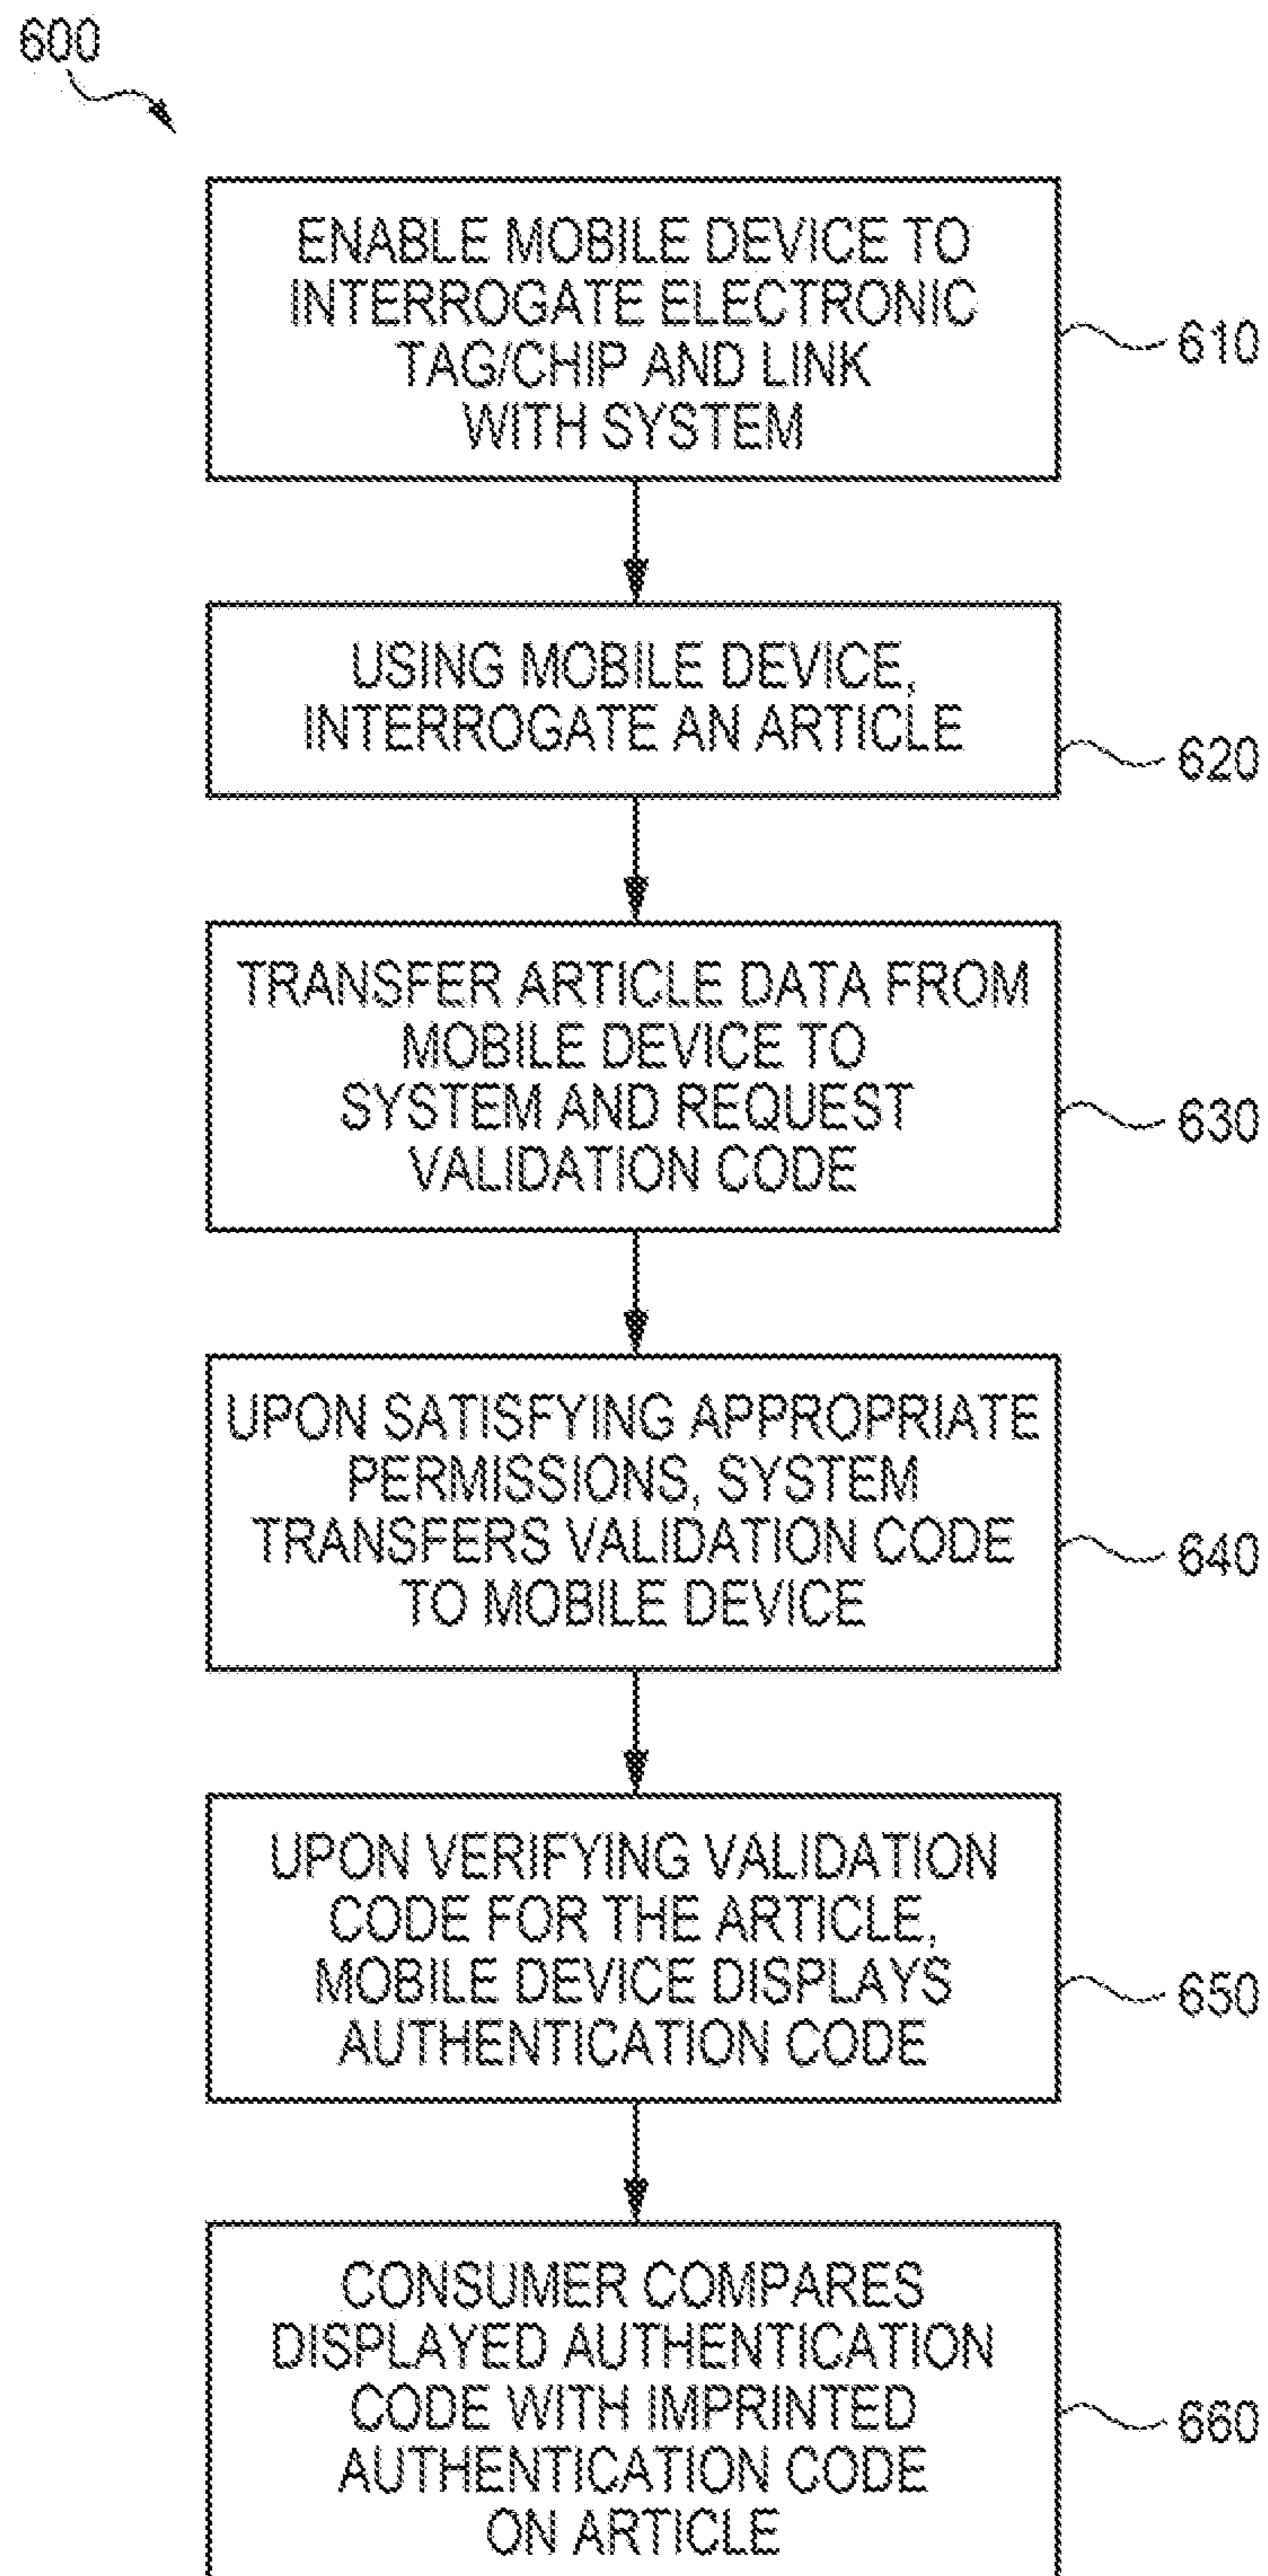 600
ENABLE MOBILE DEVICE TO
INTERROGATE ELECTRONIC
TAG/CHIP AND LINK
WITH SYSTEM
610
USING MOBILE DEVICE,
INTERROGATE AN ARTICLE
620
TRANSFER ARTICLE DATA FROM
MOBILE DEVICE TO
SYSTEM AND REQUEST
VALIDATION CODE
630
UPON SATISFYING APPROPRIATE
PERMISSIONS, SYSTEM
TRANSFERS VALIDATION CODE
TO MOBILE DEVICE
640
UPON VERIFYING VALIDATION
CODE FOR THE ARTICLE,
MOBILE DEVICE DISPLAYS
AUTHENTICATION CODE
650
CONSUMER COMPARES
DISPLAYED AUTHENTICATION
CODE WITH IMPRINTED
AUTHENTICATION CODE
ON ARTICLE
660